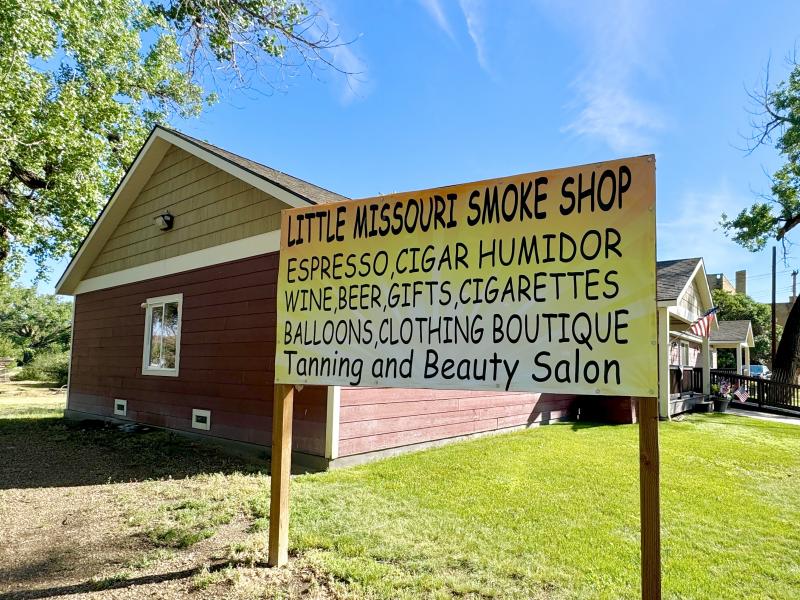 LITTLE MISSOURI SMOKE SHOP
ESPRESSO,CIGAR HUMIDOR
WINE,BEER,GIFTS,CIGARETTES
BALLOONS,CLOTHING BOUTIQUE
Tanning and Beauty Salon